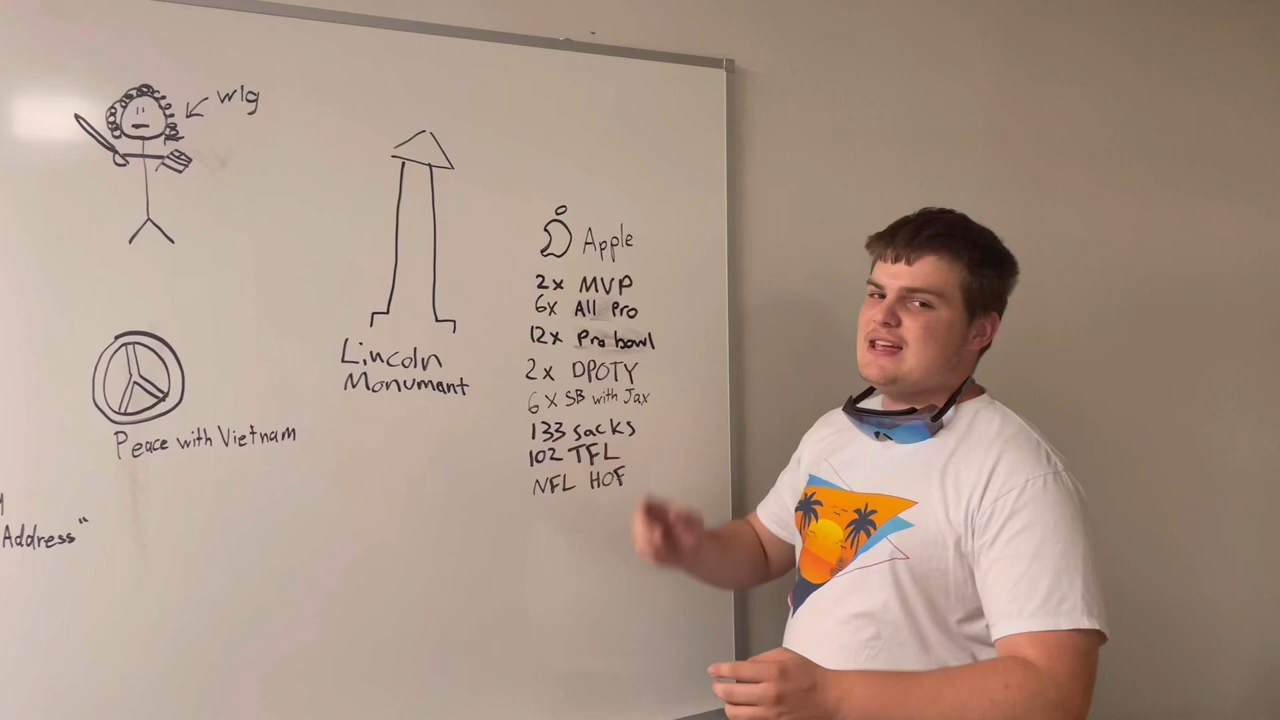 wig
Lincoln
Monumant
Peace with Vietnam
Address"
Apple
2x MVP
6x All Pro
12x Pro bowl
2x DPOTY
6x SB with Jax
133 sacks
102 TFL
NFL HOF